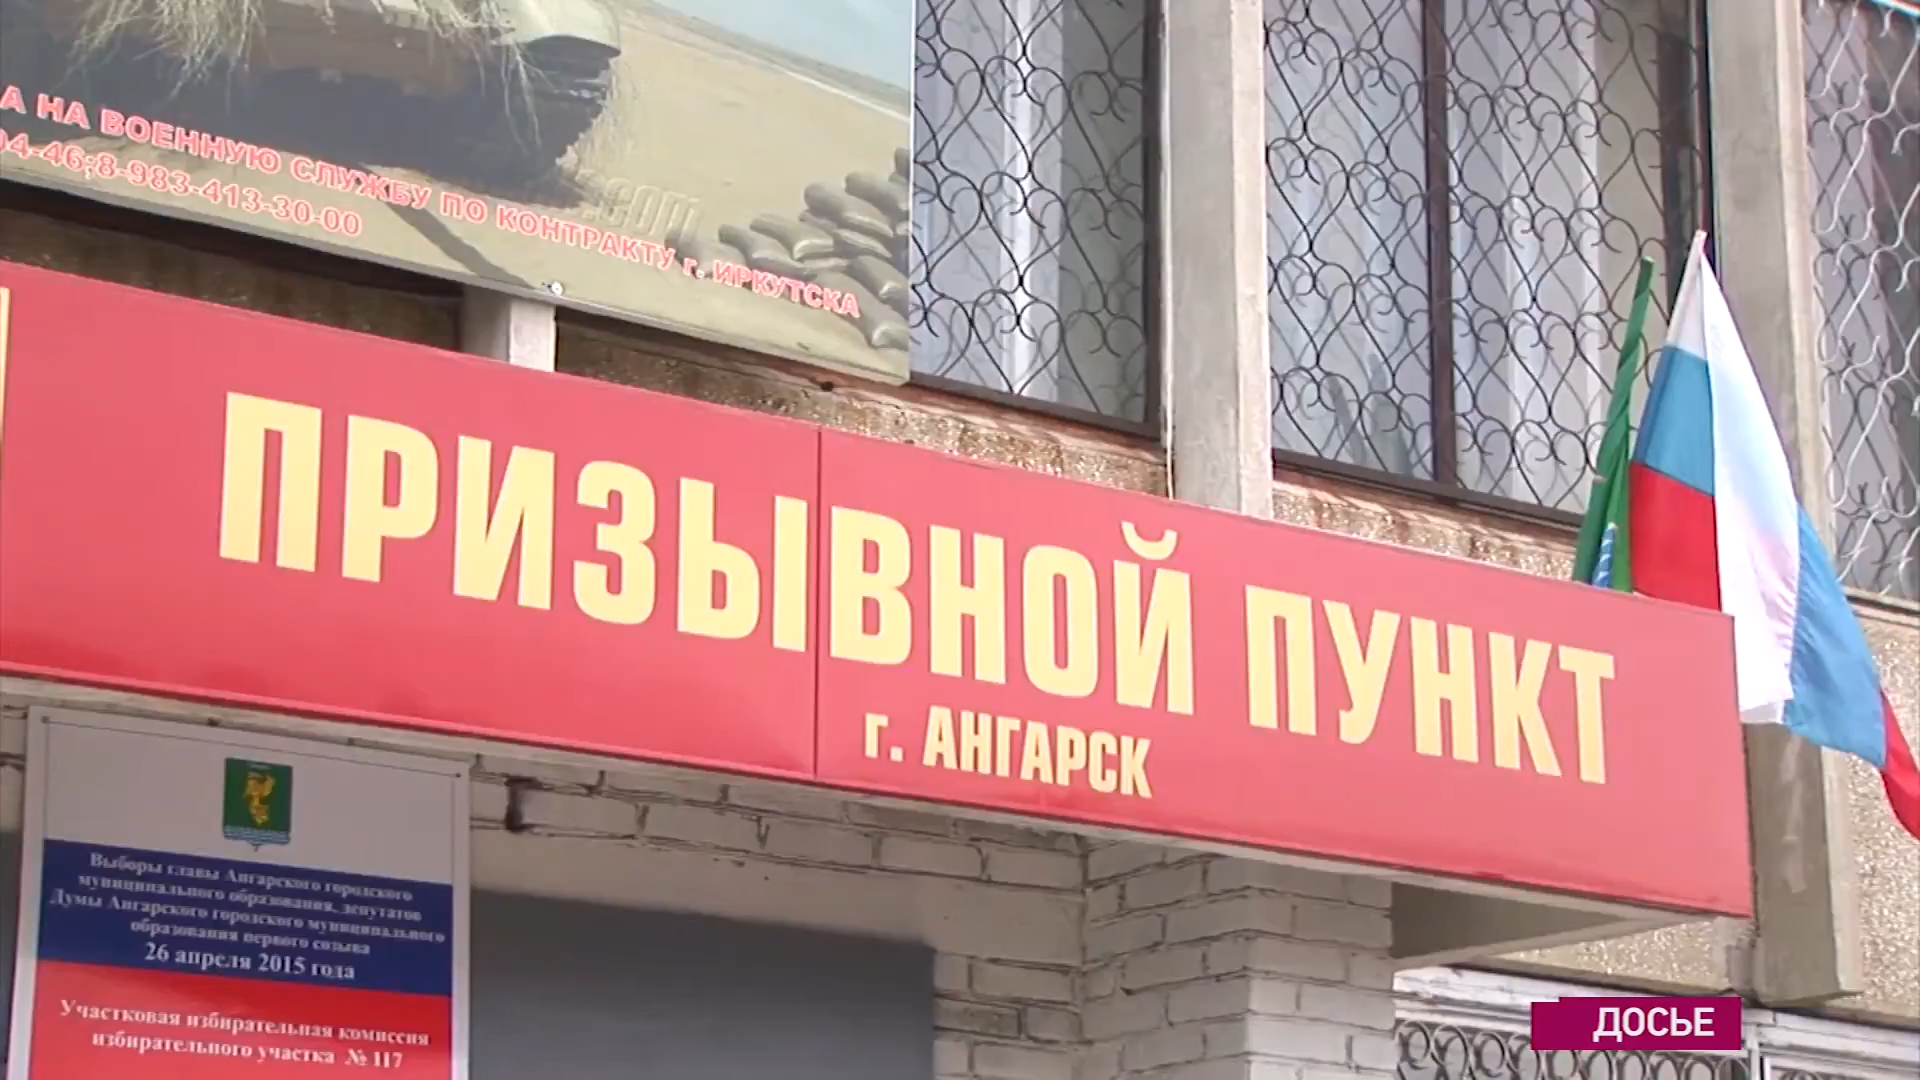 А НА ВОЕННУЮ СЛУЖБУ ПО КОНТРАКТУ г. ИРКУТСКА
04-46;8-983-413-30-00
ПРИЗЫВНОЙ ПУНКТ
г. АНГАРСК
Выборы главы Ангарского городского
муниципального образования, депутатов
Думы Ангарского городского муниципального
образования первого созыва
26 апреля 2015 года
Участковая избирательная комиссия
избирательного участка № 117
ДОСЬЕ